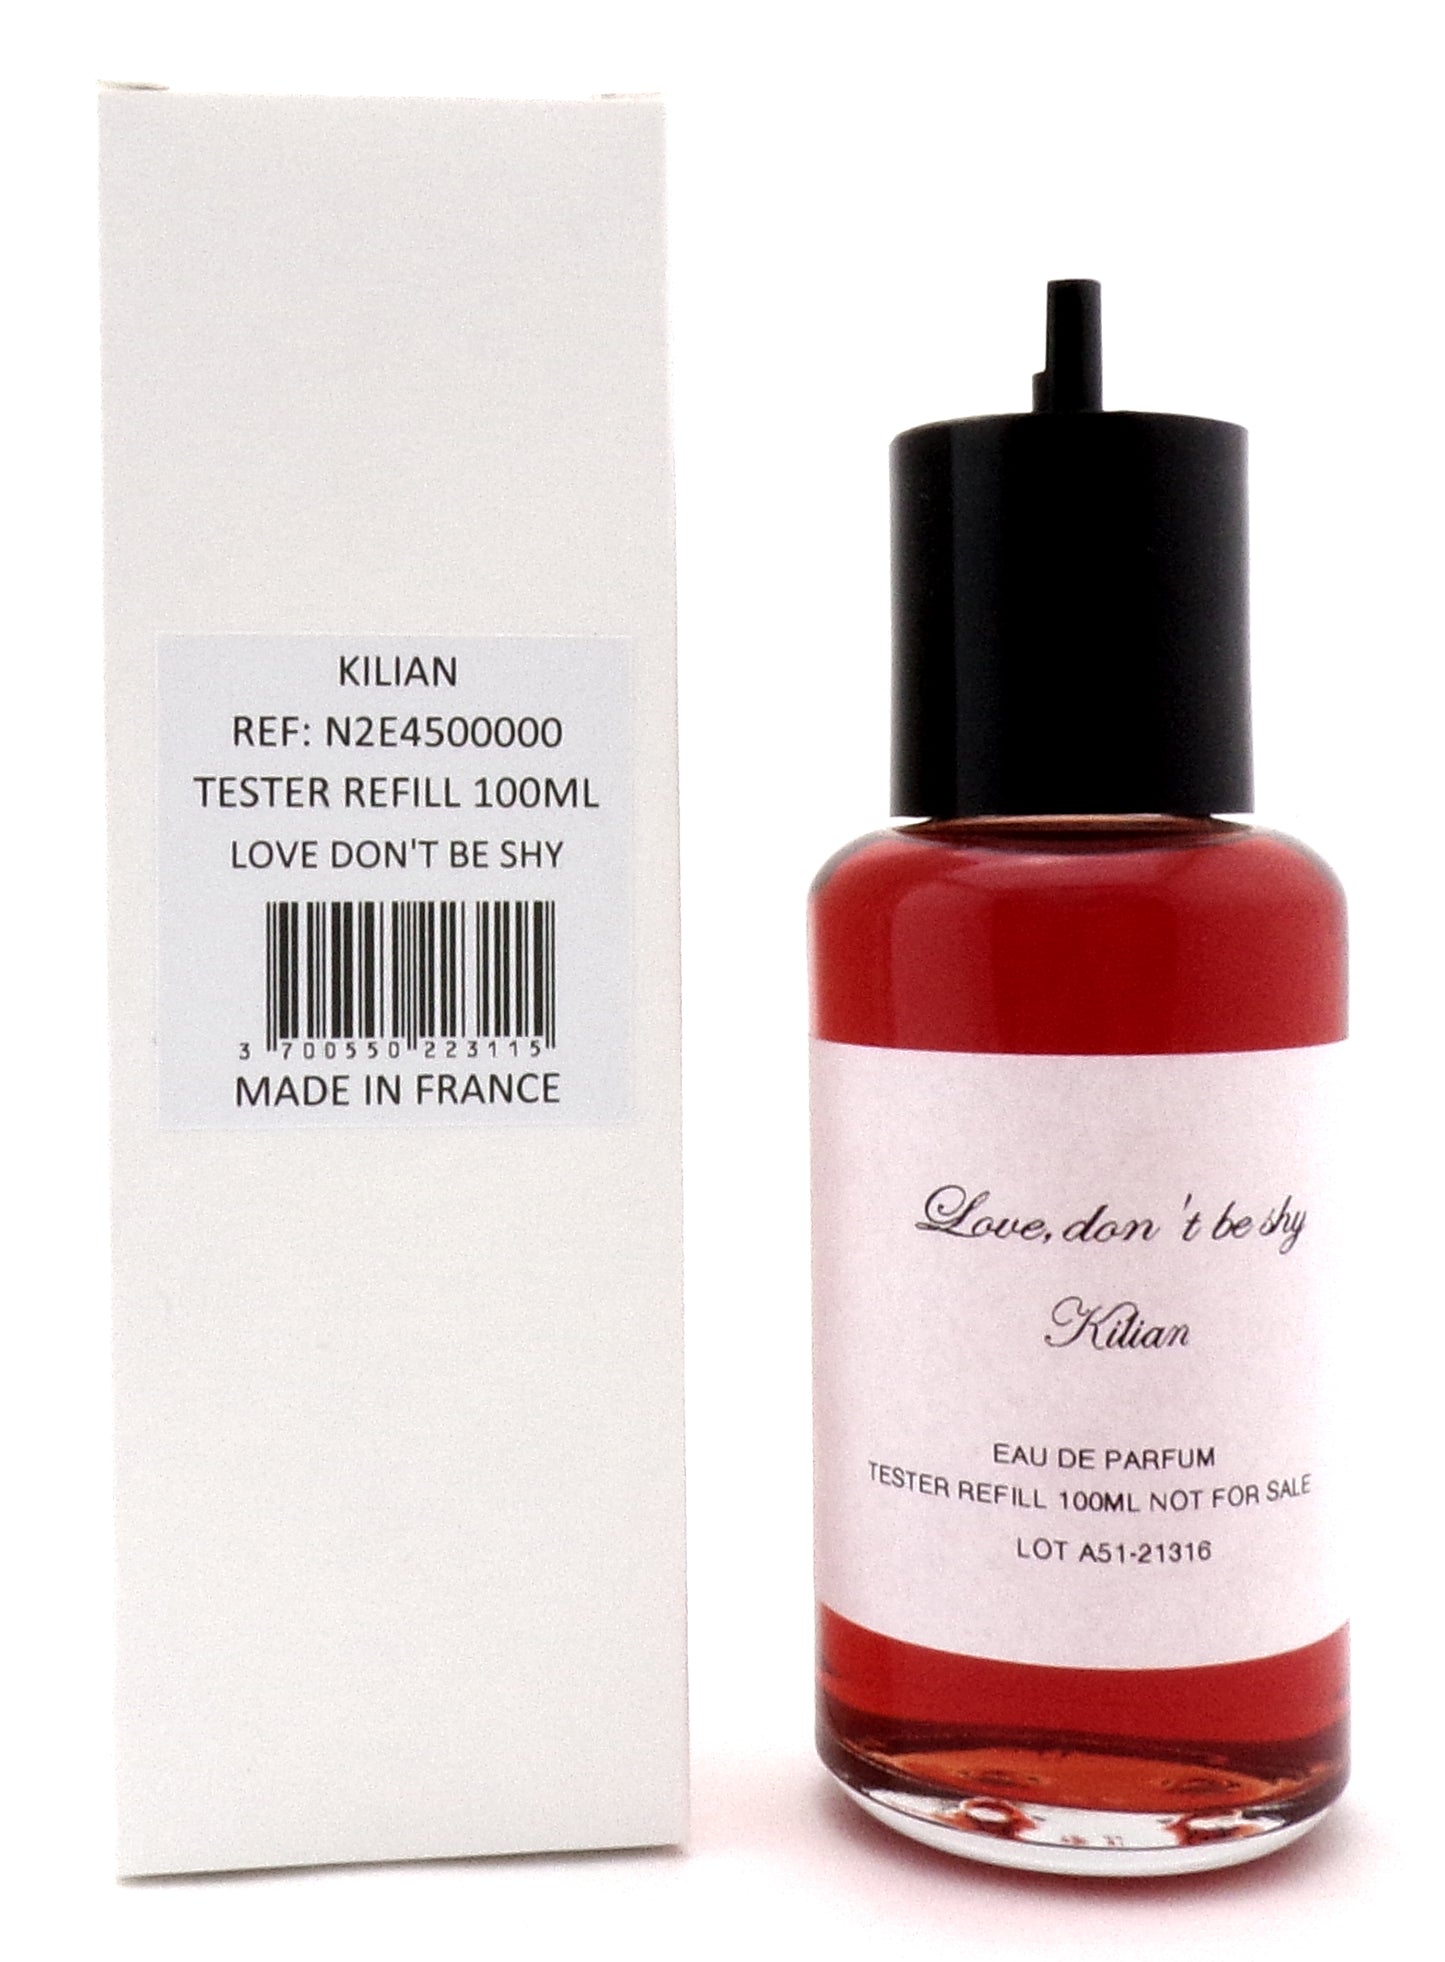 KILIAN
REF: N2E4500000
TESTER REFILL 100ML
LOVE DON'T BE SHY
3 700550 223115
MADE IN FRANCE
Love, don 't be shy
Kilian
EAU DE PARFUM
TESTER REFILL 100ML NOT FOR SALE
LOT A51-21316